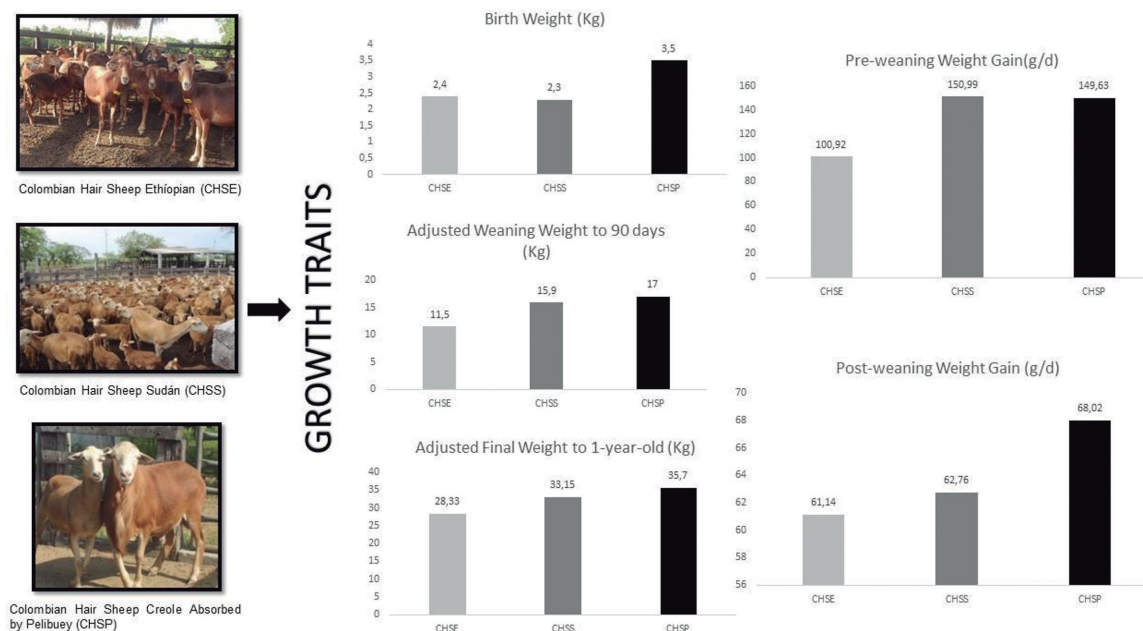 Colombian Hair Sheep Ethíopian (CHSE)
Colombian Hair Sheep Sudán (CHSS)
Colombian Hair Sheep Creole Absorbed
by Pelibuey (CHSP)
GROWTH TRAITS
Birth Weight (Kg)
4
3,5
3
2,5
2
1,5
1
0,5
0
2,4
2,3
3,5
CHSE
CHSS
CHSP
Adjusted Weaning Weight to 90 days
(Kg)
20
15
10
5
0
11,5
15,9
17
CHSE
CHSS
CHSP
Adjusted Final Weight to 1-year-old (Kg)
40
35
30
25
20
15
10
5
0
28,33
33,15
35,7
CHSE
CHSS
CHSP
Pre-weaning Weight Gain(g/d)
160
140
120
100
80
60
40
20
0
100,92
150,99
149,63
CHSE
CHSS
CHSP
Post-weaning Weight Gain (g/d)
70
68
66
64
62
60
58
56
61,14
62,76
68,02
CHSE
CHSS
CHSP